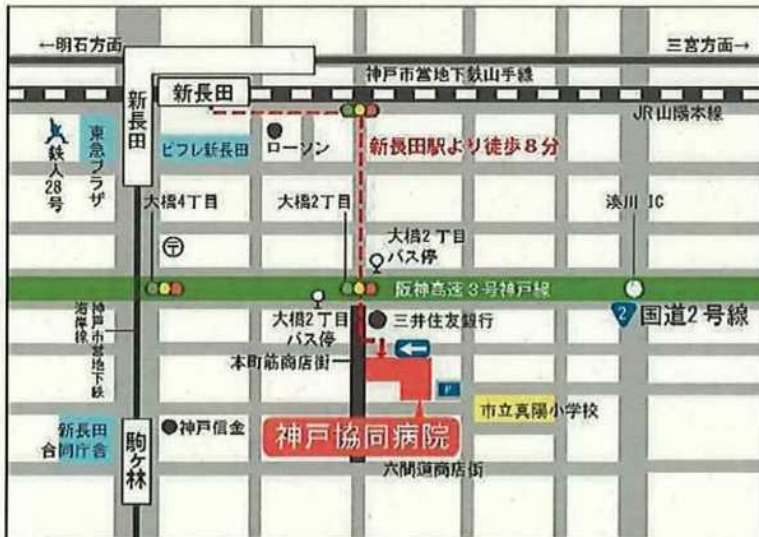 ←明石方面
三宮方面→
神戸市営地下鉄山手線
新長田
新長田
JR山陽本線
鉄人28号
東急プラザ
ピフレ新長田
ローソン
新長田駅より徒歩8分
大橋4丁目
大橋2丁目
湊川 IC
〒
大橋2丁目
バス停
阪神高速3号神戸線
2
国道2号線
神戸市営地下鉄
海岸線
大橋2丁目
バス停
三井住友銀行
本町筋商店街
P
市立真陽小学校
新長田
合同庁舎
駒ヶ林
神戸信金
神戸協同病院
六間道商店街